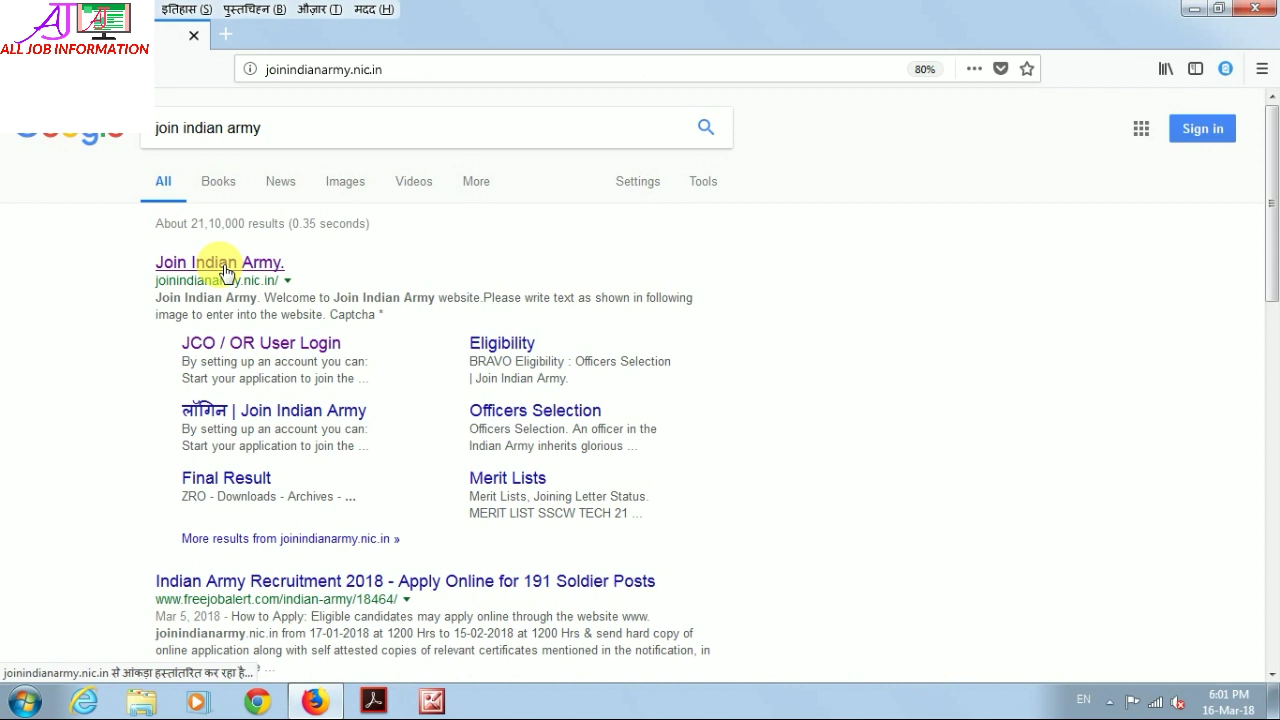 इतिहास (S) पुस्तचिह्न (B) औज़ार (T) मदद (H)
AJ A
ALL JOB INFORMATION
joinindianarmy.nic.in 80%
join indian army
Sign in
All Books News Images Videos More Settings Tools
About 21,10,000 results (0.35 seconds)
Join Indian Army.
joinindianarmy.nic.in/
Join Indian Army. Welcome to Join Indian Army website.Please write text as shown in following
image to enter into the website. Captcha *
JCO / OR User Login
By setting up an account you can:
Start your application to join the ...
Eligibility
BRAVO Eligibility : Officers Selection
| Join Indian Army.
लॉगिन | Join Indian Army
By setting up an account you can:
Start your application to join the ...
Officers Selection
Officers Selection. An officer in the
Indian Army inherits glorious ...
Final Result
ZRO - Downloads - Archives - ...
Merit Lists
Merit Lists, Joining Letter Status.
MERIT LIST SSCW TECH 21 ...
More results from joinindianarmy.nic.in »
Indian Army Recruitment 2018 - Apply Online for 191 Soldier Posts
www.freejobalert.com/indian-army/18464/
Mar 5, 2018 - How to Apply: Eligible candidates may apply online through the website www.
joinindianarmy.nic.in from 17-01-2018 at 1200 Hrs to 15-02-2018 at 1200 Hrs & send hard copy of
online application along with self attested copies of relevant certificates mentioned in the notification, in
joinindianarmy.nic.in से आंकड़ा हस्तांतरित कर रहा है...
EN
6:01 PM
16-Mar-18